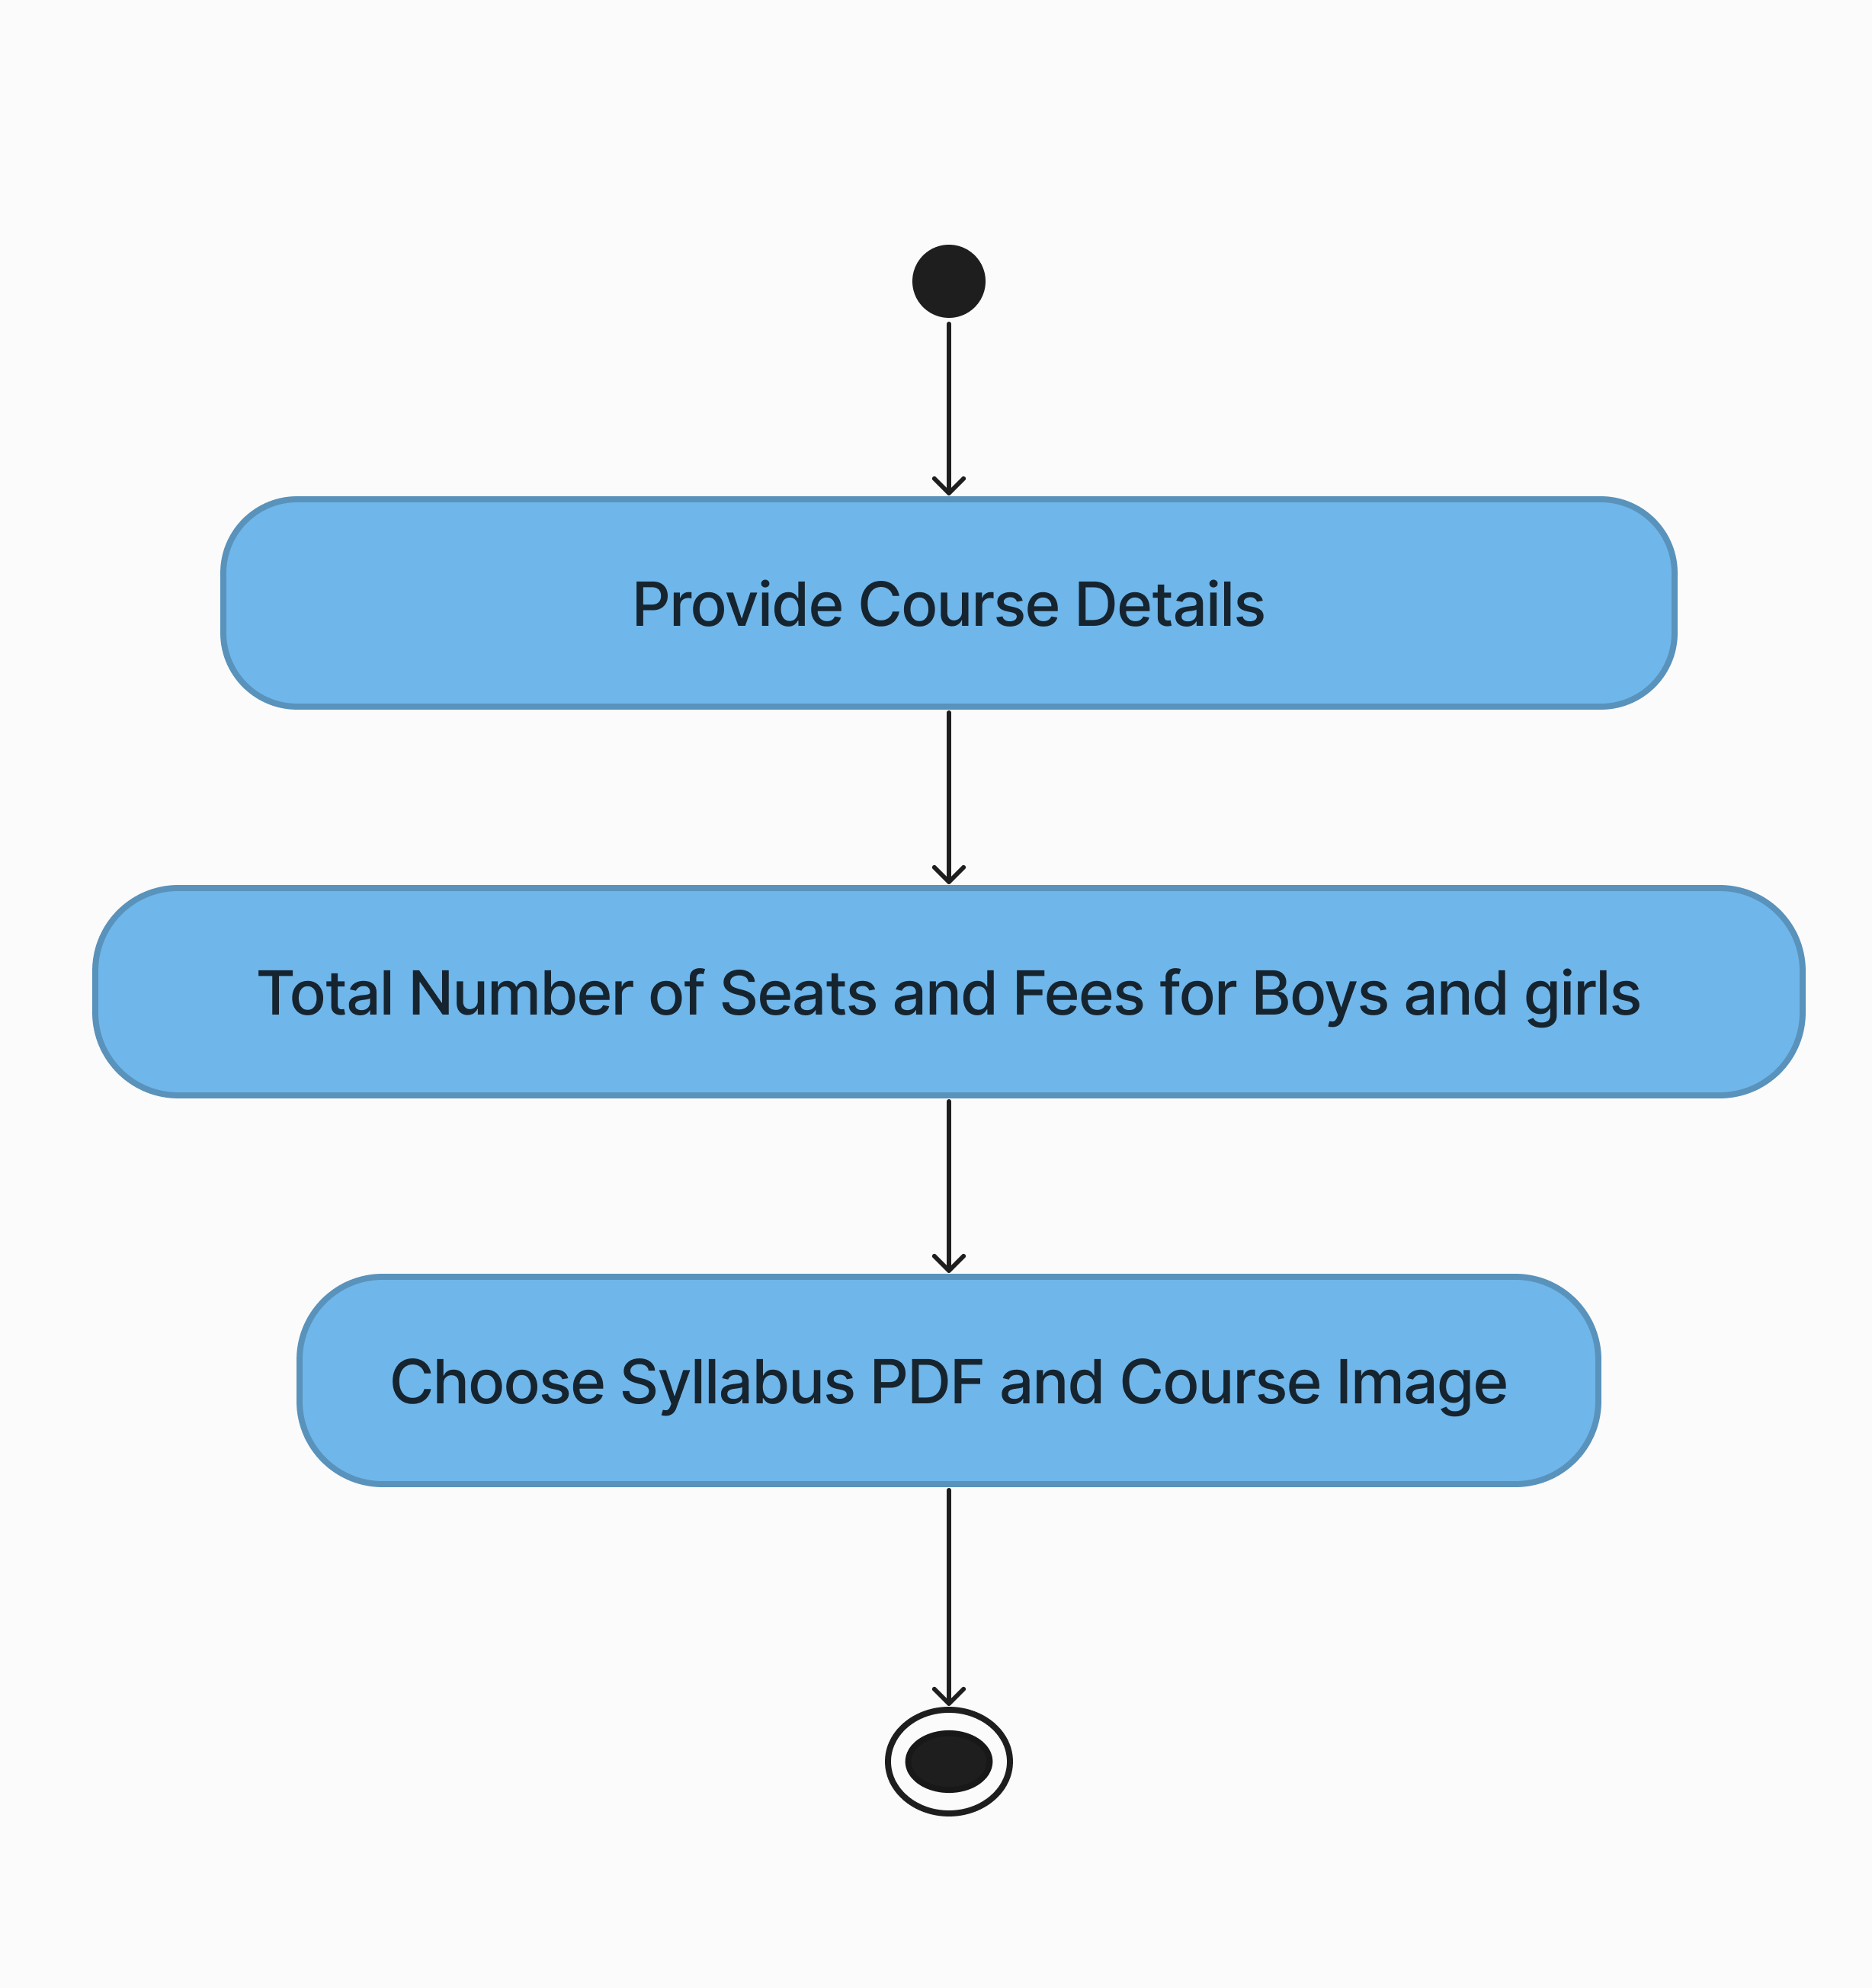 Provide Course Details
Total Number of Seats and Fees for Boys and girls
Choose Syllabus PDF and Course Image